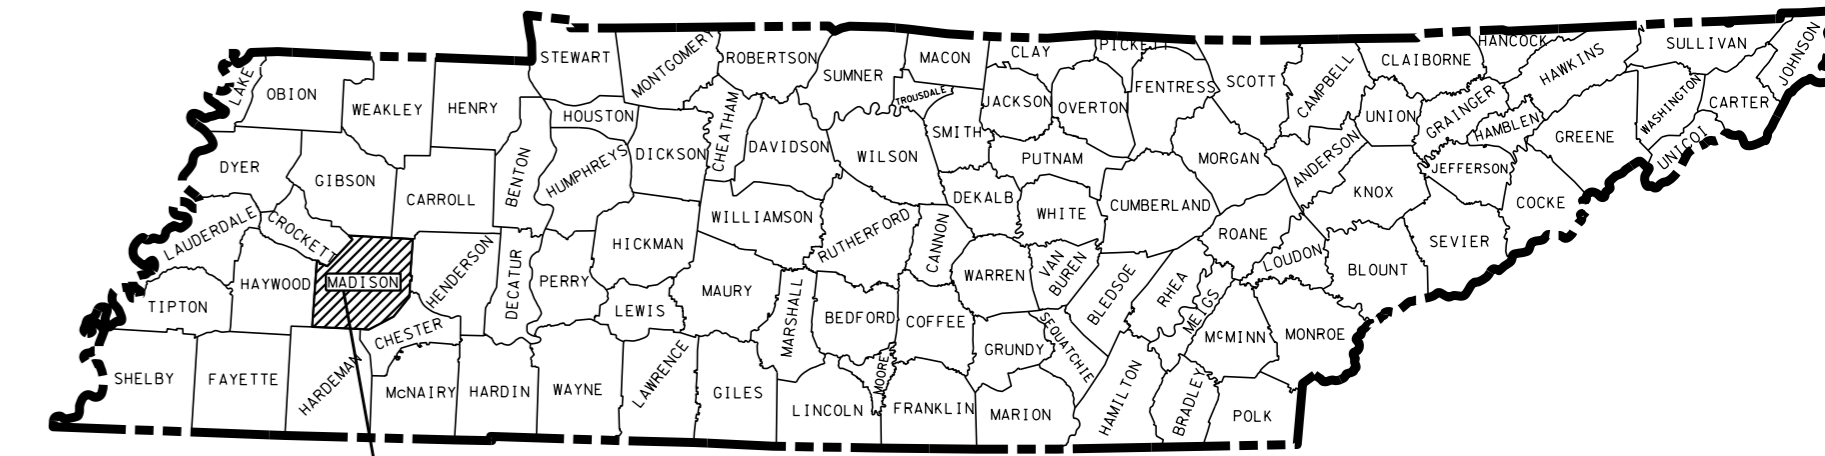 STEWART
MONTGOMERY
ROBERTSON
SUMNER
MACON
CLAY
PICKETT
FENTRESS
SCOTT
CAMPBELL
CLAIBORNE
HANCOCK
HAWKINS
SULLIVAN
JOHNSON
LAKE
OBION
WEAKLEY
HENRY
HOUSTON
CHEATHAM
TROUSDALE
JACKSON
OVERTON
UNION
GRAINGER
HAMBLEN
WASHINGTON
CARTER
UNICOI
GREENE
DYER
GIBSON
CARROLL
BENTON
HUMPHREYS
DICKSON
DAVIDSON
WILSON
SMITH
PUTNAM
MORGAN
ANDERSON
KNOX
JEFFERSON
COCKE
LAUDERDALE
CROCKETT
HICKMAN
WILLIAMSON
RUTHERFORD
CANNON
DEKALB
WHITE
CUMBERLAND
ROANE
LOUDON
BLOUNT
SEVIER
TIPTON
HAYWOOD
MADISON
HENDERSON
DECATUR
PERRY
LEWIS
MAURY
MARSHALL
BEDFORD
COFFEE
WARREN
VAN
BUREN
BLEDSOE
RHEA
MEIGS
McMINN
MONROE
SHELBY
FAYETTE
HARDEMAN
CHESTER
McNAIRY
HARDIN
WAYNE
LAWRENCE
GILES
LINCOLN
MOORE
FRANKLIN
GRUNDY
SEQUATCHIE
MARION
HAMILTON
BRADLEY
POLK